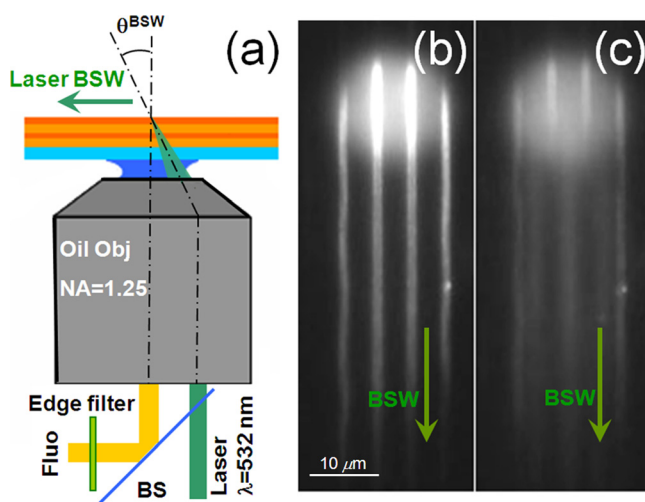 θBSW
(a)
Laser BSW
Oil Obj
NA=1.25
Edge filter
Fluo
BS
Laser
λ=532 nm
(b)
BSW
10 μm
(c)
BSW